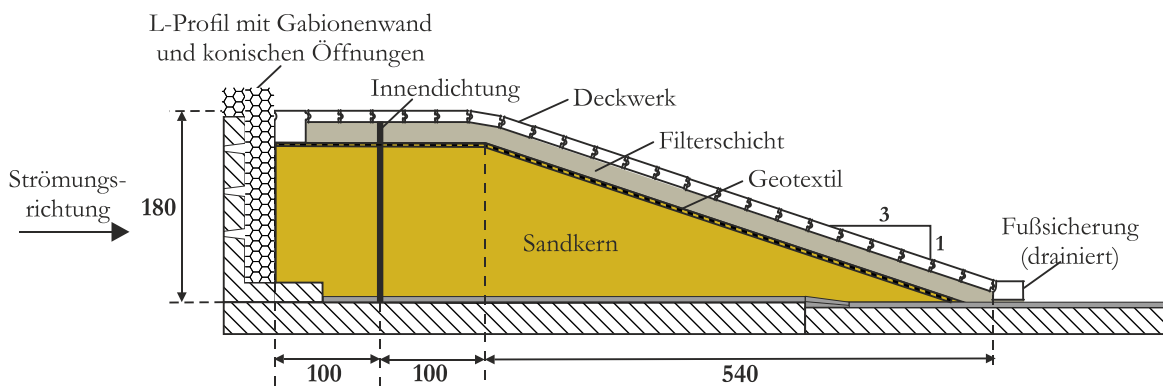 L-Profil mit Gabionenwand
und konischen Öffnungen
Innendichtung
Deckwerk
Filterschicht
Geotextil
Strömungs-
richtung
180
3
1
Sandkern
Fußsicherung
(drainiert)
100
100
540